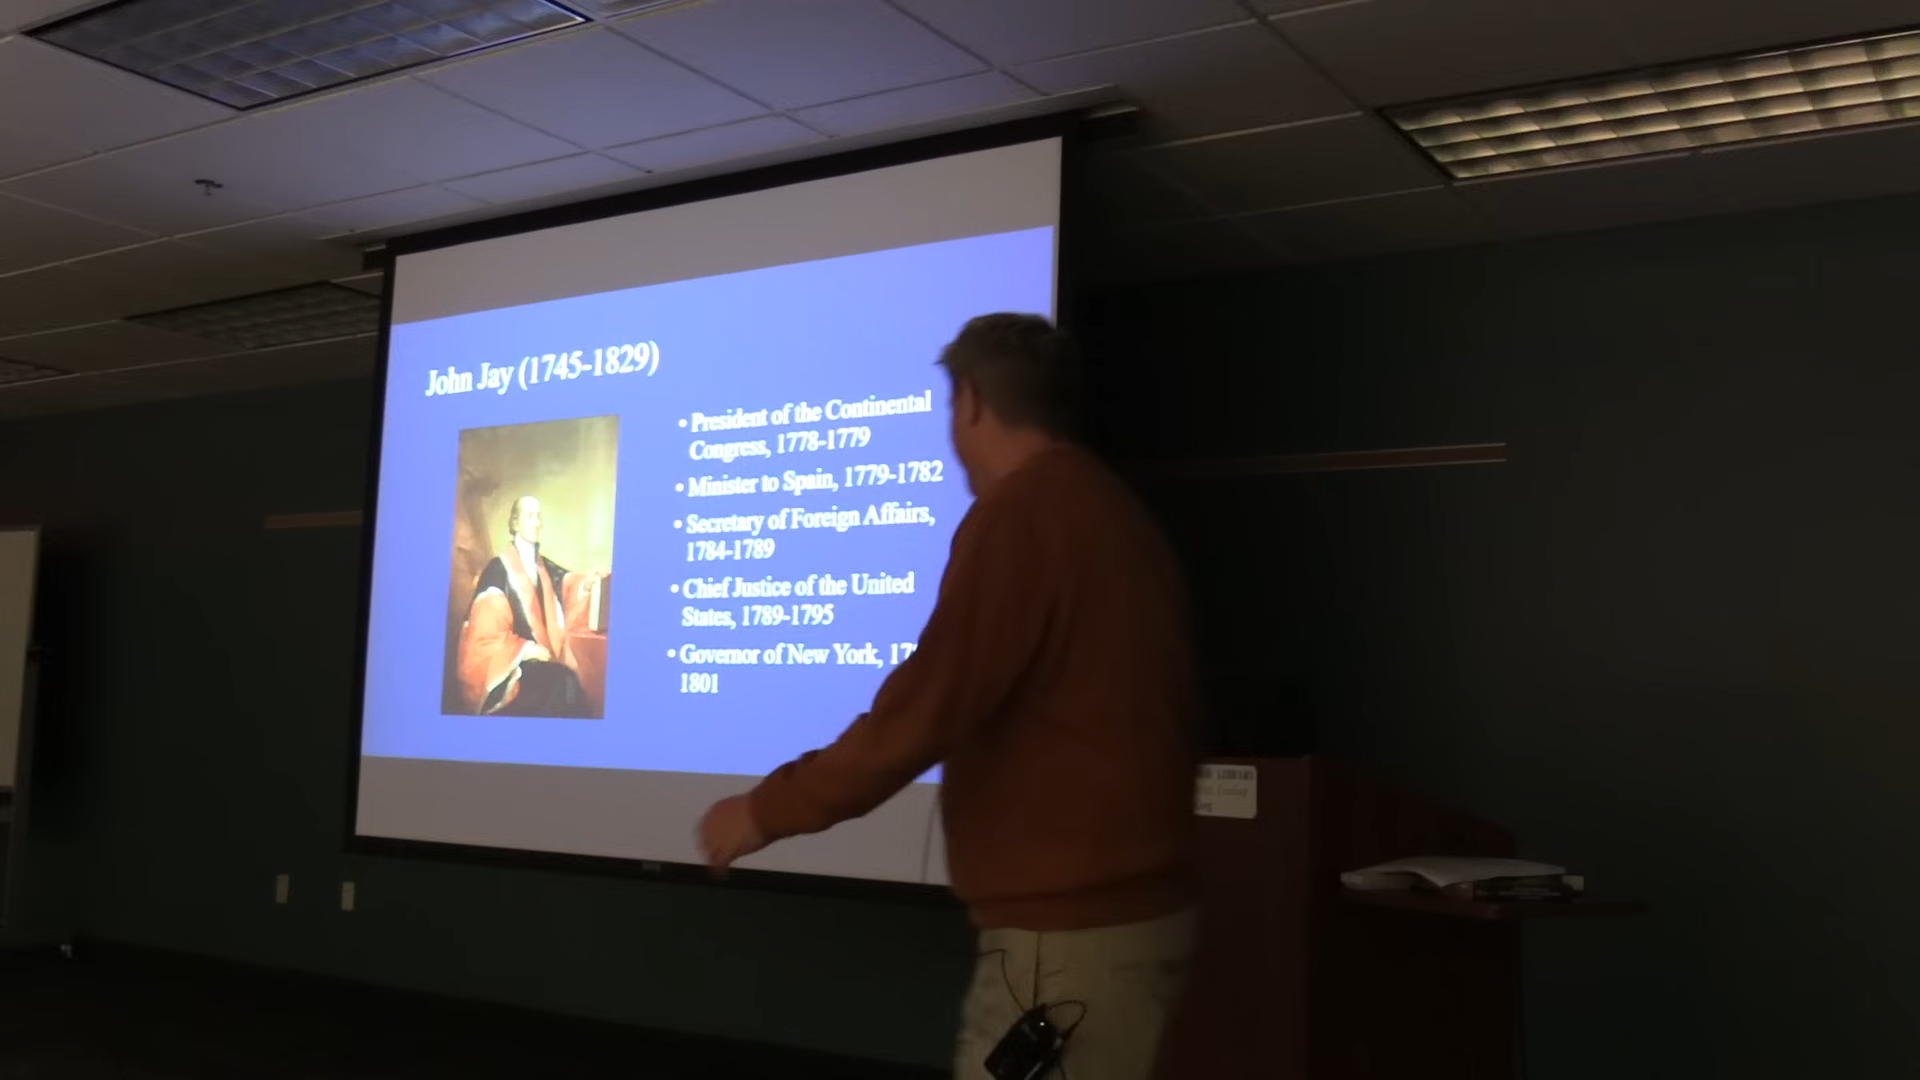 John Jay (1745-1829)
• President of the Continental
Congress, 1778-1779
• Minister to Spain, 1779-1782
• Secretary of Foreign Affairs,
1784-1789
• Chief Justice of the United
States, 1789-1795
• Governor of New York,
1801
LIBRARY